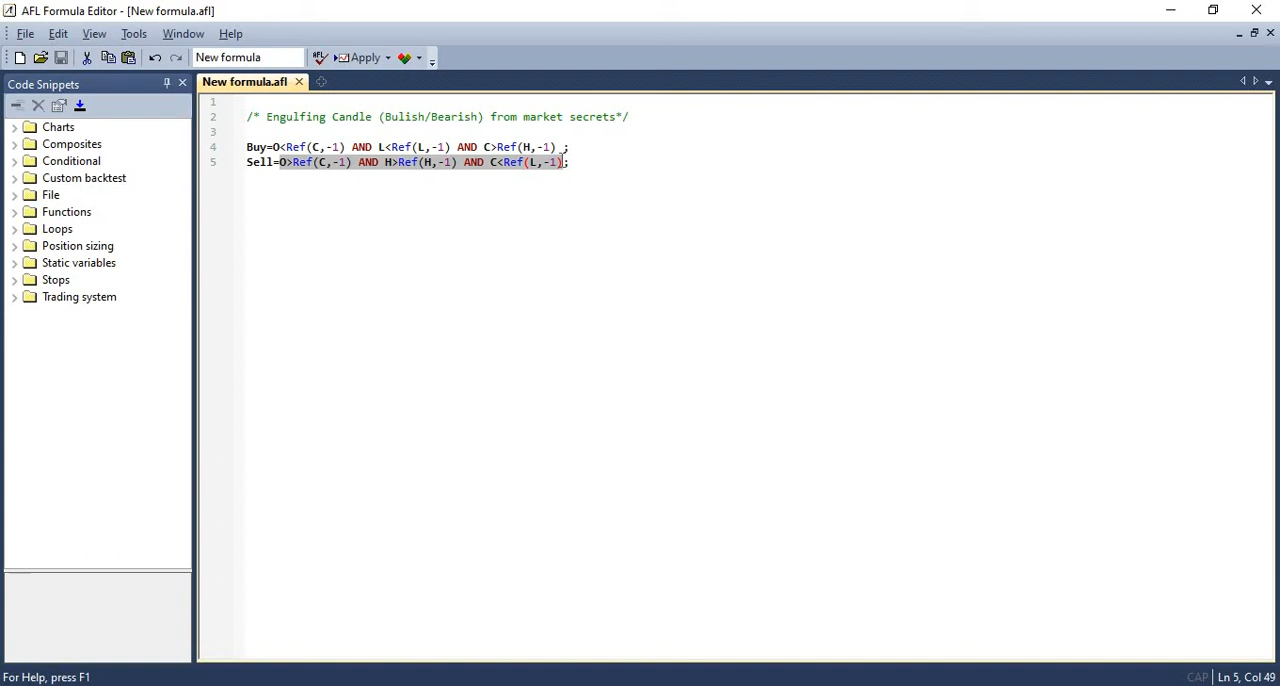 AFL Formula Editor - [New formula.afl]
File Edit View Tools Window Help
New formula Apply
Code Snippets
New formula.afl
Charts
Composites
Conditional
Custom backtest
File
Functions
Loops
Position sizing
Static variables
Stops
Trading system
1
2 /* Engulfing Candle (Bulish/Bearish) from market secrets*/
3
4 Buy=O<Ref(C,-1) AND L<Ref(L,-1) AND C>Ref(H,-1) ;
5 Sell=O>Ref(C,-1) AND H>Ref(H,-1) AND C<Ref(L,-1);
For Help, press F1
CAP Ln 5, Col 49